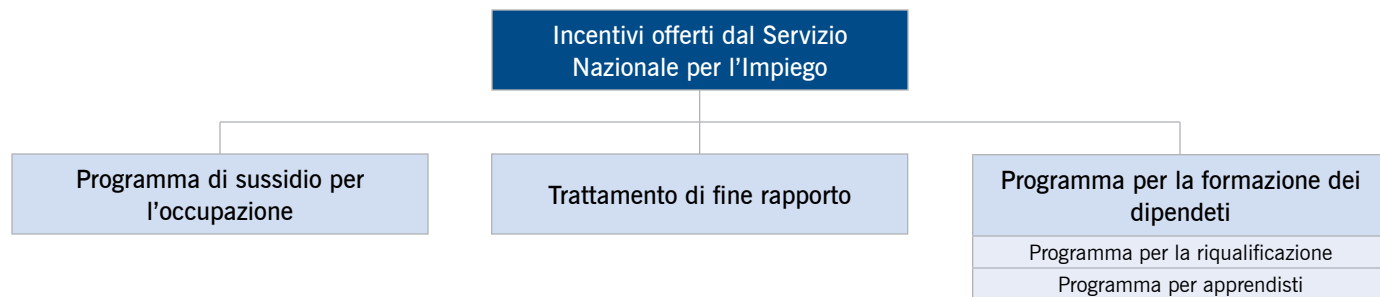 Incentivi offerti dal Servizio
Nazionale per l'Impiego
Programma di sussidio per
l'occupazione
Trattamento di fine rapporto
Programma per la formazione dei
dipendeti
Programma per la riqualificazione
Programma per apprendisti